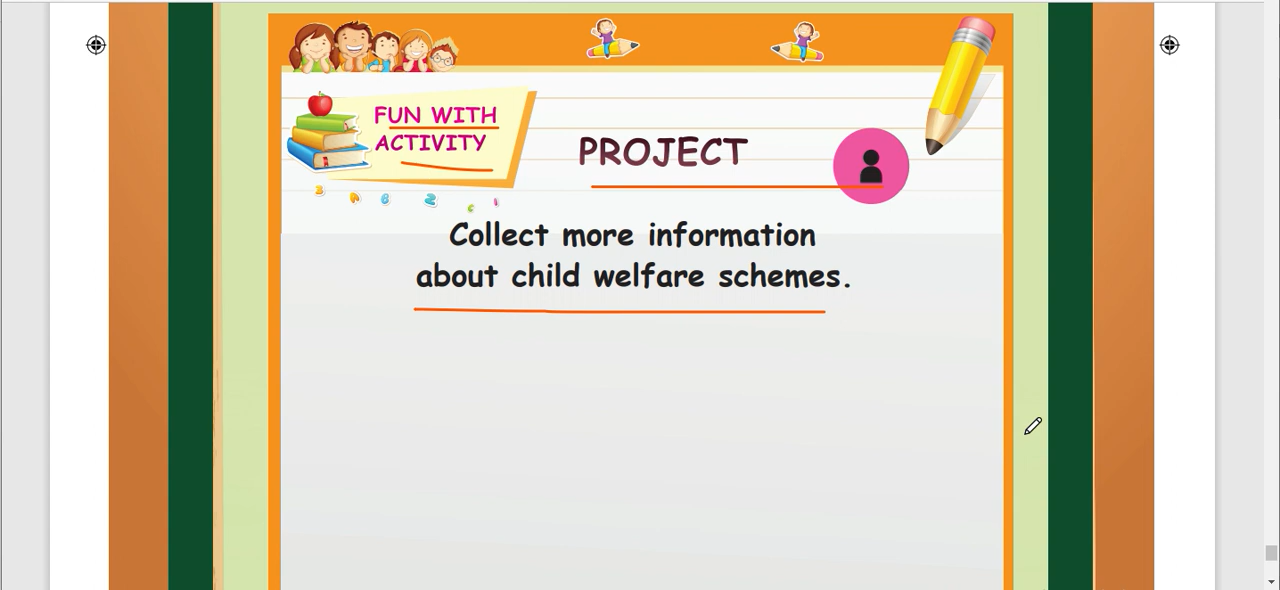 FUN WITH
ACTIVITY
PROJECT
Collect more information
about child welfare schemes.